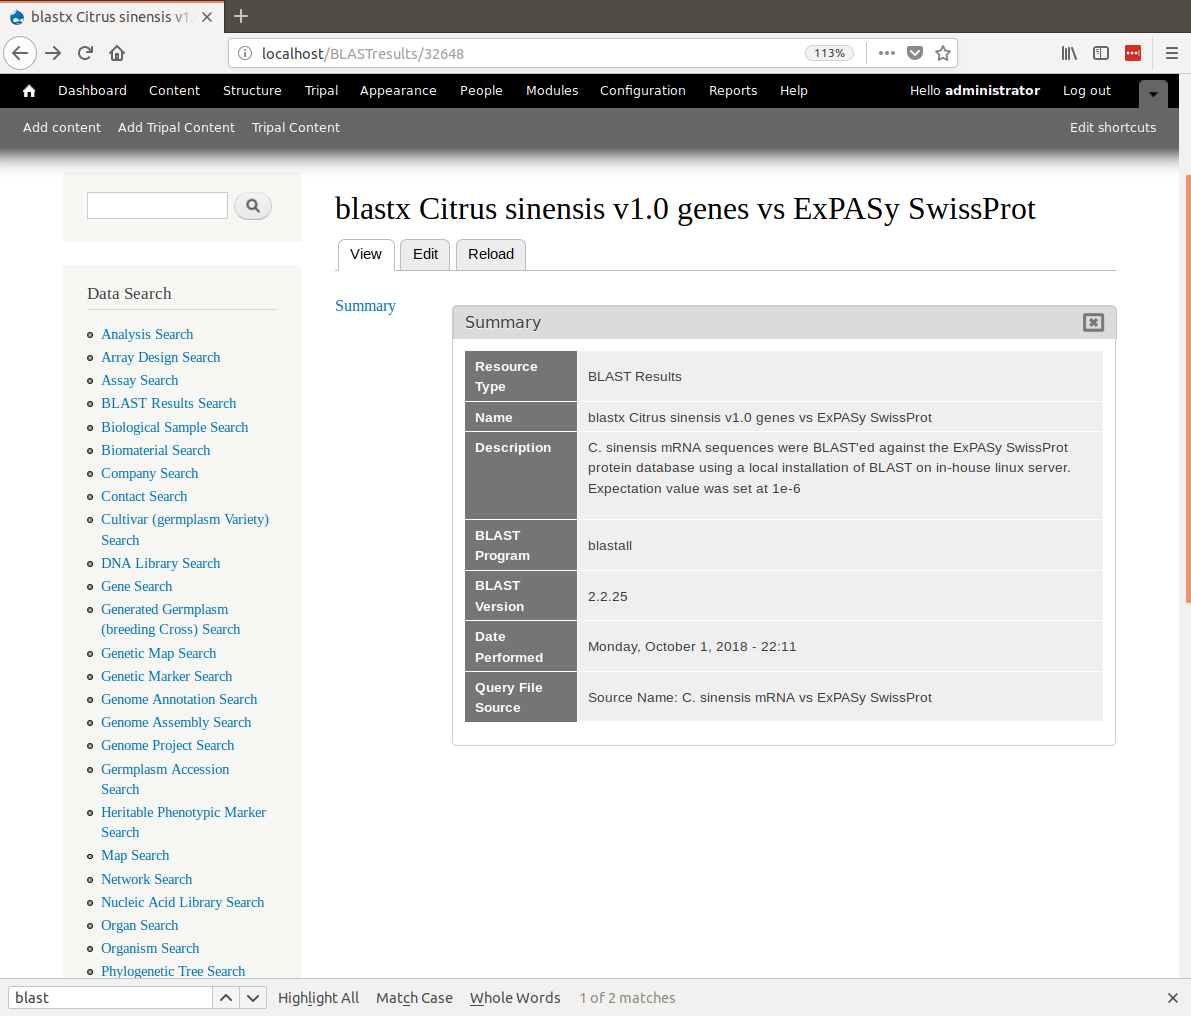 blastx Citrus sinensis v1.
localhost/BLASTresults/32648
113%
Dashboard Content Structure Tripal Appearance People Modules Configuration Reports Help
Hello administrator Log out
Add content Add Tripal Content Tripal Content
Edit shortcuts
blastx Citrus sinensis v1.0 genes vs ExPASy SwissProt
View Edit Reload
Data Search
Analysis Search
Array Design Search
Assay Search
BLAST Results Search
Biological Sample Search
Biomaterial Search
Company Search
Contact Search
Cultivar (germplasm Variety)
Search
DNA Library Search
Gene Search
Generated Germplasm
(breeding Cross) Search
Genetic Map Search
Genetic Marker Search
Genome Annotation Search
Genome Assembly Search
Genome Project Search
Germplasm Accession
Search
Heritable Phenotypic Marker
Search
Map Search
Network Search
Nucleic Acid Library Search
Organ Search
Organism Search
Phylogenetic Tree Search
Summary
Summary
Resource
Type
BLAST Results
Name
blastx Citrus sinensis v1.0 genes vs ExPASy SwissProt
Description
C. sinensis mRNA sequences were BLAST'ed against the ExPASy SwissProt
protein database using a local installation of BLAST on in-house linux server.
Expectation value was set at 1e-6
BLAST
Program
blastall
BLAST
Version
2.2.25
Date
Performed
Monday, October 1, 2018 - 22:11
Query File
Source
Source Name: C. sinensis mRNA vs ExPASy SwissProt
blast
Highlight All Match Case Whole Words 1 of 2 matches